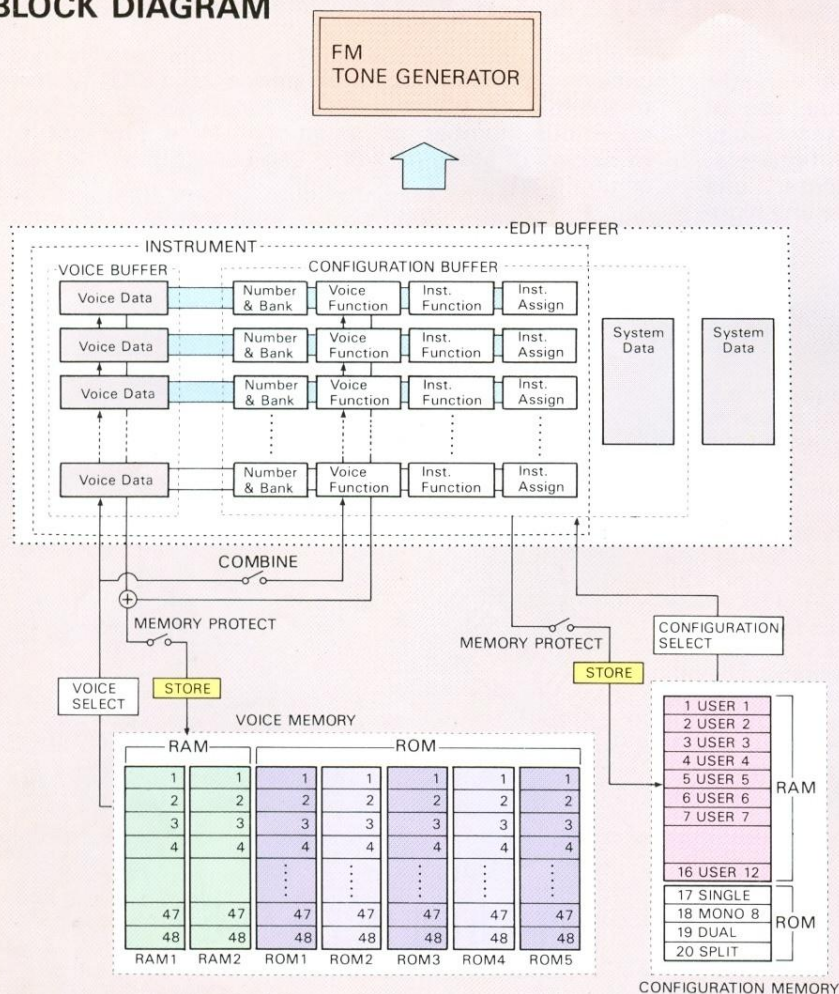 BLOCK DIAGRAM
FM
TONE GENERATOR
EDIT BUFFER
INSTRUMENT
VOICE BUFFER
CONFIGURATION BUFFER
Voice Data
Number & Bank
Voice Function
Inst. Function
Inst. Assign
System Data
System Data
Voice Data
Number & Bank
Voice Function
Inst. Function
Inst. Assign
Voice Data
Number & Bank
Voice Function
Inst. Function
Inst. Assign
Voice Data
Number & Bank
Voice Function
Inst. Function
Inst. Assign
COMBINE
MEMORY PROTECT
MEMORY PROTECT
CONFIGURATION
SELECT
VOICE
SELECT
STORE
STORE
VOICE MEMORY
RAM
ROM
1 1 1 1 1 1 1
2 2 2 2 2 2 2
3 3 3 3 3 3 3
4 4 4 4 4 4 4
47 47 47 47 47 47 47
48 48 48 48 48 48 48
RAM1 RAM2 ROM1 ROM2 ROM3 ROM4 ROM5
1 USER 1
2 USER 2
3 USER 3
4 USER 4
5 USER 5
6 USER 6
7 USER 7
16 USER 12
RAM
17 SINGLE
18 MONO 8
19 DUAL
20 SPLIT
ROM
CONFIGURATION MEMORY